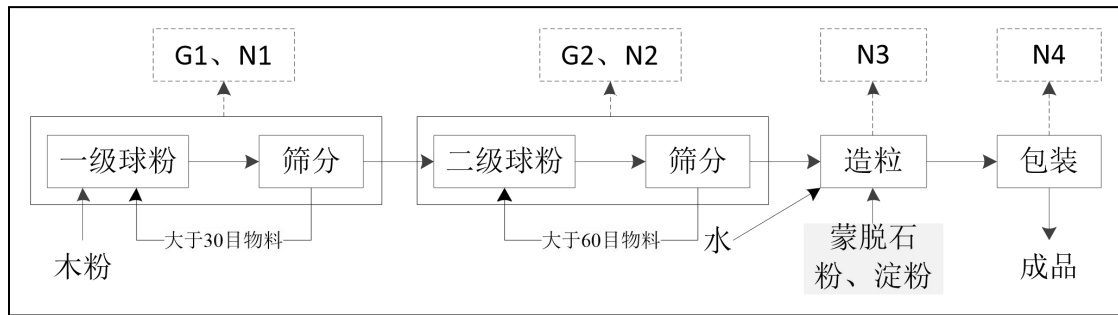 G1、N1
G2、N2
N3
N4
一级球粉
筛分
二级球粉
筛分
造粒
包装
大于30目物料
大于60目物料
水
蒙脱石
粉、淀粉
木粉
成品